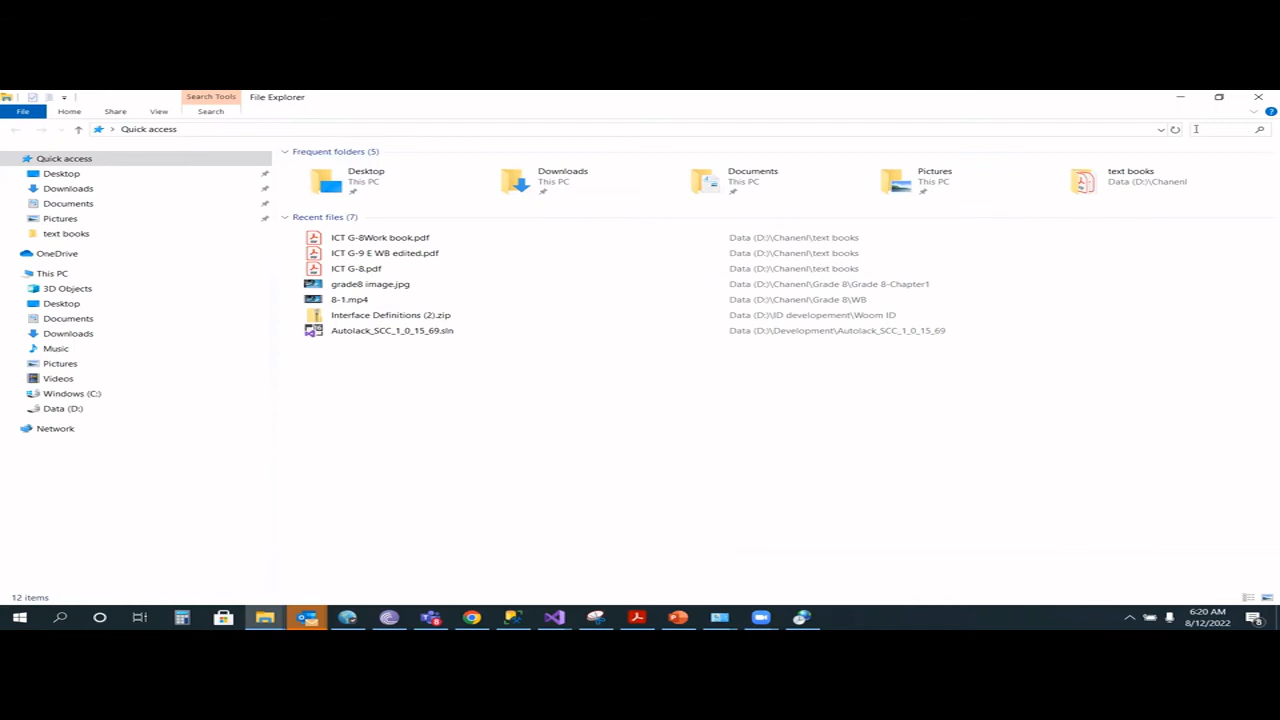 Search Tools File Explorer
File Home Share View Search
Quick access
Quick access
Desktop
Downloads
Documents
Pictures
text books
OneDrive
This PC
3D Objects
Desktop
Documents
Downloads
Music
Pictures
Videos
Windows (C:)
Data (D:)
Network
Frequent folders (5)
Desktop
This PC
Downloads
This PC
Documents
This PC
Pictures
This PC
text books
Data (D:)\Chanenl
Recent files (7)
ICT G-8Work book.pdf Data (D:)\Chanenl\text books
ICT G-9 E WB edited.pdf Data (D:)\Chanenl\text books
ICT G-8.pdf Data (D:)\Chanenl\text books
grade8 image.jpg Data (D:)\Chanenl\Grade 8\Grade 8-Chapter1
8-1.mp4 Data (D:)\Chanenl\Grade 8\WB
Interface Definitions (2).zip Data (D:)\ID developement\Woom ID
Autolack_SCC_1_0_15_69.sln Data (D:)\Development\Autolack_SCC_1_0_15_69
12 items
6:20 AM
8/12/2022